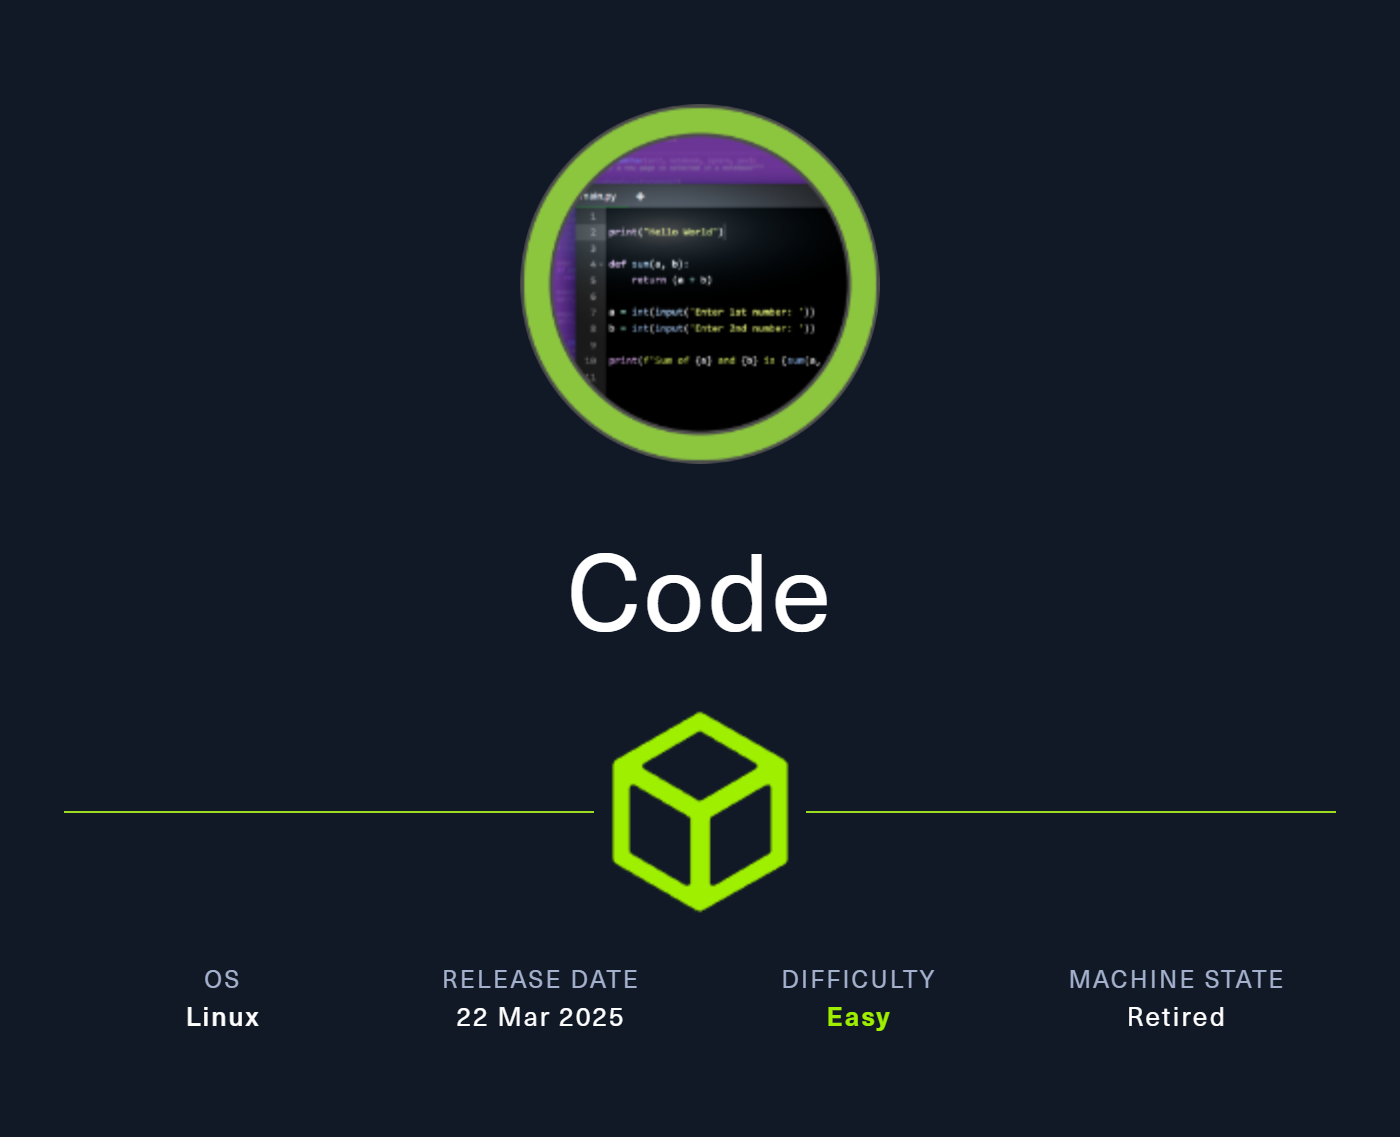 main.py
1
2 print("Hello World")
3
4 def sum(a, b):
5 return (a + b)
6
7 a = int(input('Enter 1st number: '))
8 b = int(input('Enter 2nd number: '))
9
10 print(f'Sum of {a} and {b} is {sum(a,
11
Code
OS
Linux
RELEASE DATE
22 Mar 2025
DIFFICULTY
Easy
MACHINE STATE
Retired